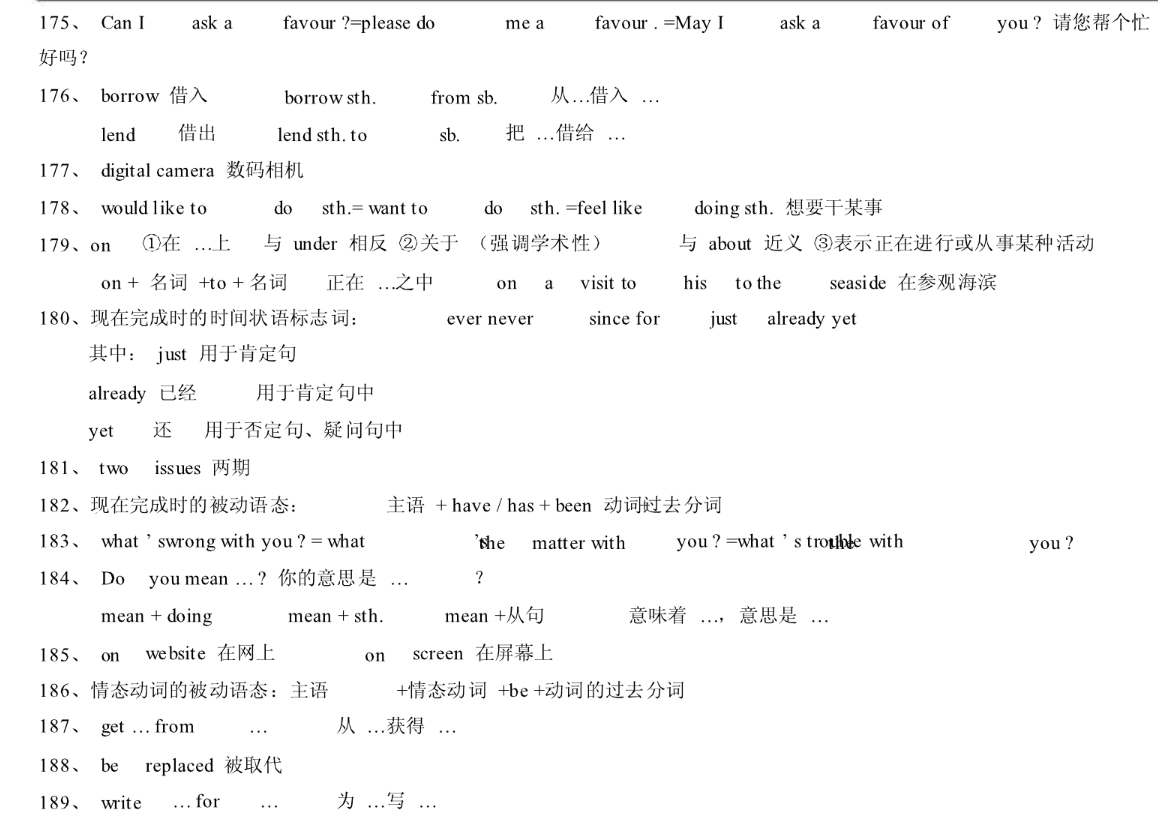 175、 Can I ask a favour ?=please do me a favour . =May I ask a favour of you ? 请您帮个忙
好吗?
176、 borrow 借入 borrow sth. from sb. 从…借入 …
lend 借出 lend sth. to sb. 把 …借给 …
177、 digital camera 数码相机
178、 would like to do sth.= want to do sth. =feel like doing sth. 想要干某事
179、on ①在 …上 与 under 相反 ②关于 （强调学术性） 与 about 近义 ③表示正在进行或从事某种活动
on + 名词 +to + 名词 正在 …之中 on a visit to his to the seaside 在参观海滨
180、现在完成时的时间状语标志词： ever never since for just already yet
其中： just 用于肯定句
already 已经 用于肯定句中
yet 还 用于否定句、疑问句中
181、 two issues 两期
182、现在完成时的被动语态： 主语 + have / has + been 动词过去分词
183、 what ’ swrong with you ? = what ’s the matter with you ? =what ’ s the trouble with you ?
184、 Do you mean … ? 你的意思是 … ?
mean + doing mean + sth. mean +从句 意味着 …，意思是 …
185、 on website 在网上 on screen 在屏幕上
186、情态动词的被动语态：主语 +情态动词 +be +动词的过去分词
187、 get … from … 从 …获得 …
188、 be replaced 被取代
189、 write … for … 为 …写 …